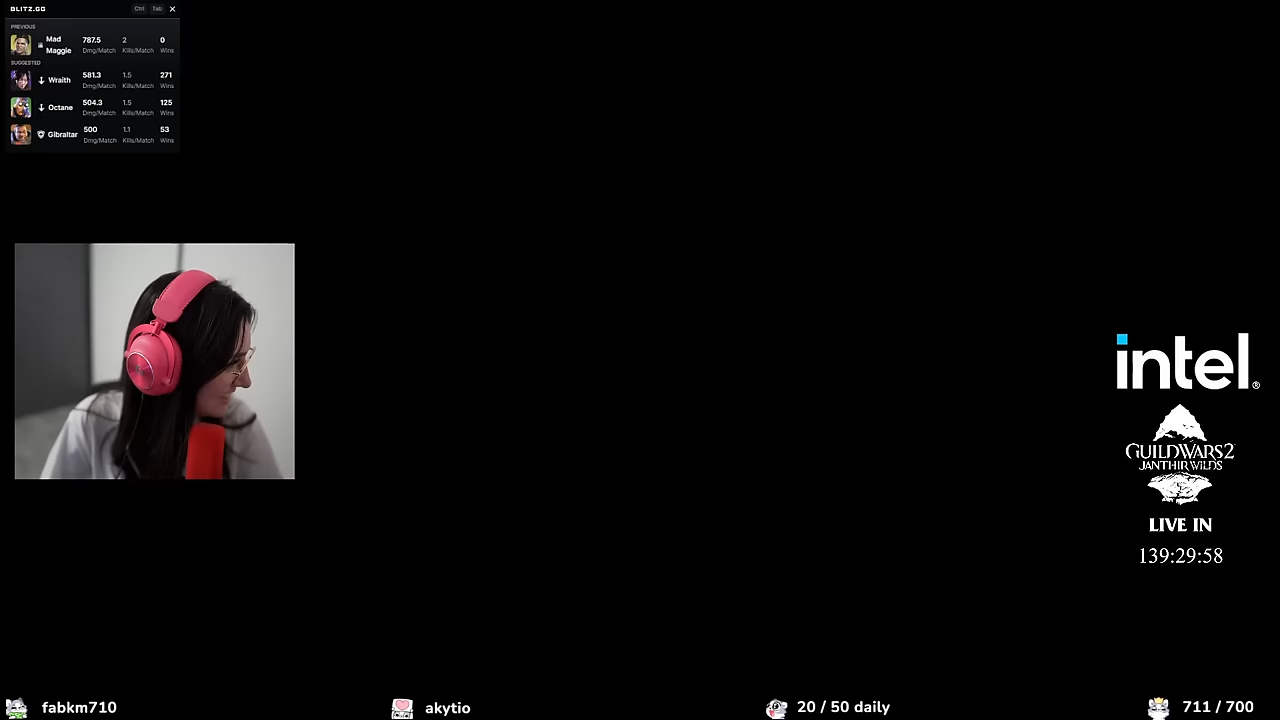 BLITZ.GG Ctrl Tab
PREVIOUS
Mad Maggie 787.5 2 0
Dmg/Match Kills/Match Wins
SUGGESTED
Wraith 581.3 1.5 271
Dmg/Match Kills/Match Wins
Octane 504.3 1.5 125
Dmg/Match Kills/Match Wins
Gibraltar 500 1.1 53
Dmg/Match Kills/Match Wins
intel®
GUILDWARS2
JANTHIR WILDS
LIVE IN
139:29:58
fabkm710 akytio 20 / 50 daily 711 / 700